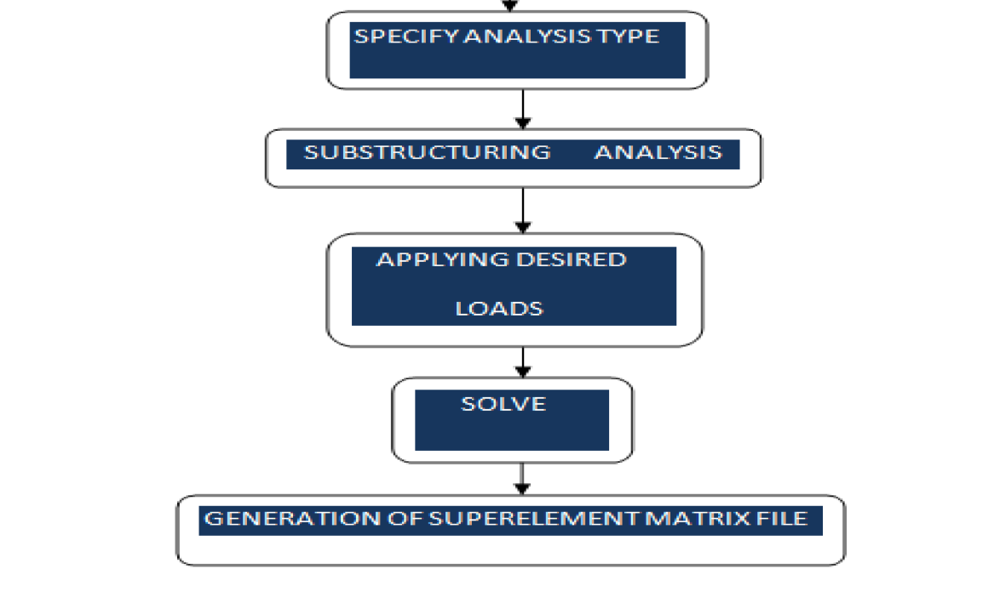 SPECIFY ANALYSIS TYPE
SUBSTRUCTURING ANALYSIS
APPLYING DESIRED
LOADS
SOLVE
GENERATION OF SUPERELEMENT MATRIX FILE